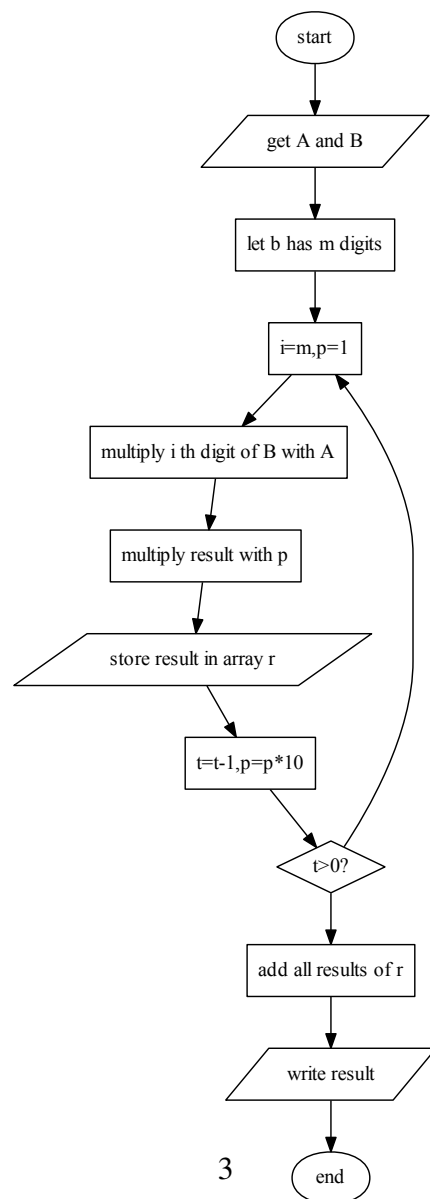 start
get A and B
let b has m digits
i=m,p=1
multiply i th digit of B with A
multiply result with p
store result in array r
t=t-1,p=p*10
t>0?
add all results of r
write result
end
3